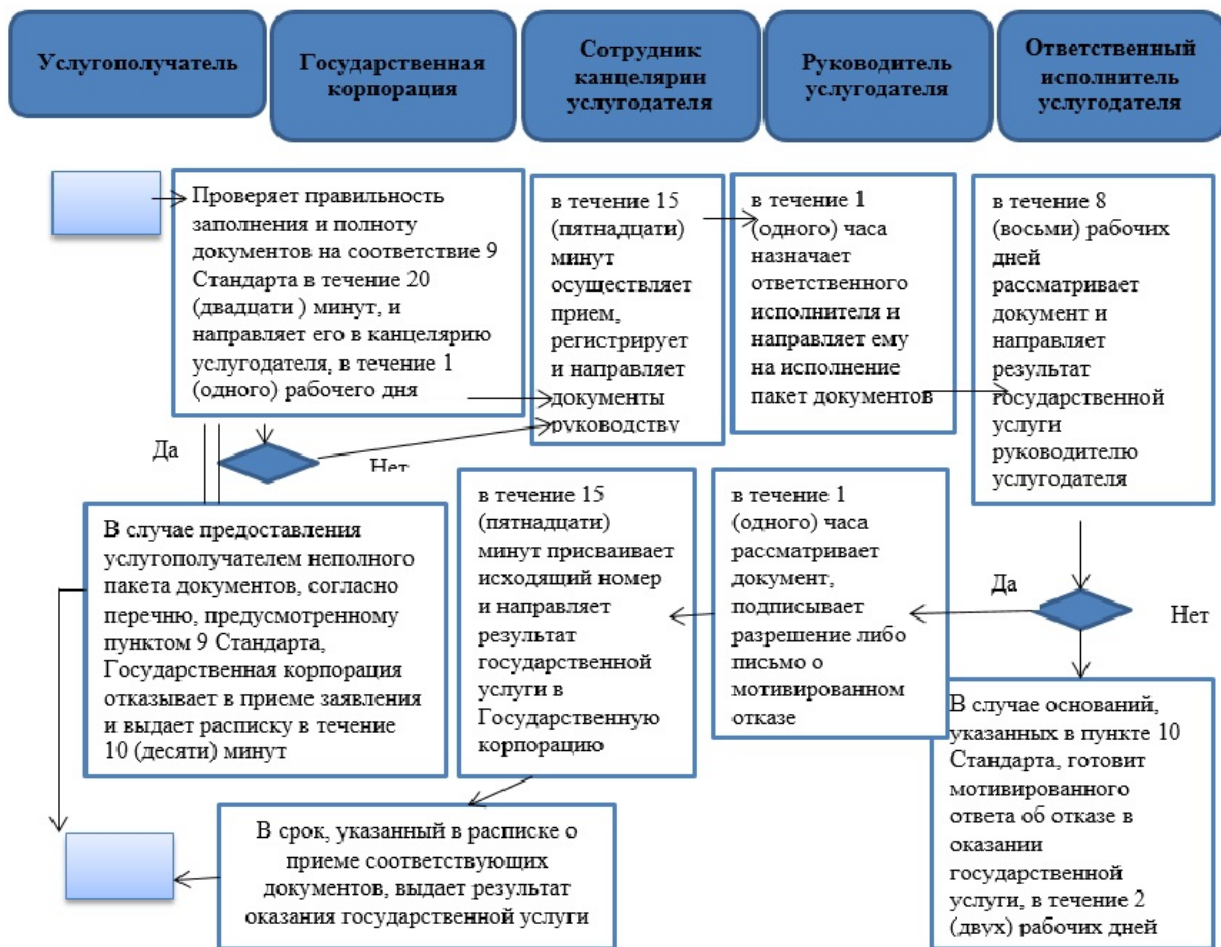 Услугополучатель
Государственная
корпорация
Сотрудник
канцелярии
услугодателя
Руководитель
услугодателя
Ответственный
исполнитель
услугодателя
Проверяет правильность
заполнения и полноту
документов на соответствие 9
Стандарта в течение 20
(двадцати ) минут, и
направляет его в канцелярию
услугодателя, в течение 1
(одного) рабочего дня
в течение 15
(пятнадцати)
минут
осуществляет
прием,
регистрирует
и направляет
документы
руководству
в течение 1
(одного) часа
назначает
ответственного
исполнителя и
направляет ему
на исполнение
пакет документов
в течение 8
(восьми) рабочих
дней
рассматривает
документ и
направляет
результат
государственной
услуги
руководителю
услугодателя
Да
Нет
В случае предоставления
услугополучателем неполного
пакета документов, согласно
перечню, предусмотренному
пунктом 9 Стандарта,
Государственная корпорация
отказывает в приеме заявления
и выдает расписку в течение
10 (десяти) минут
в течение 15
(пятнадцати)
минут присваивает
исходящий номер
и направляет
результат
государственной
услуги в
Государственную
корпорацию
в течение 1
(одного) часа
рассматривает
документ,
подписывает
разрешение либо
письмо о
мотивированном
отказе
Да
Нет
В случае оснований,
указанных в пункте 10
Стандарта, готовит
мотивированного
ответа об отказе в
оказании
государственной
услуги, в течение 2
(двух) рабочих дней
В срок, указанный в расписке о
приеме соответствующих
документов, выдает результат
оказания государственной услуги